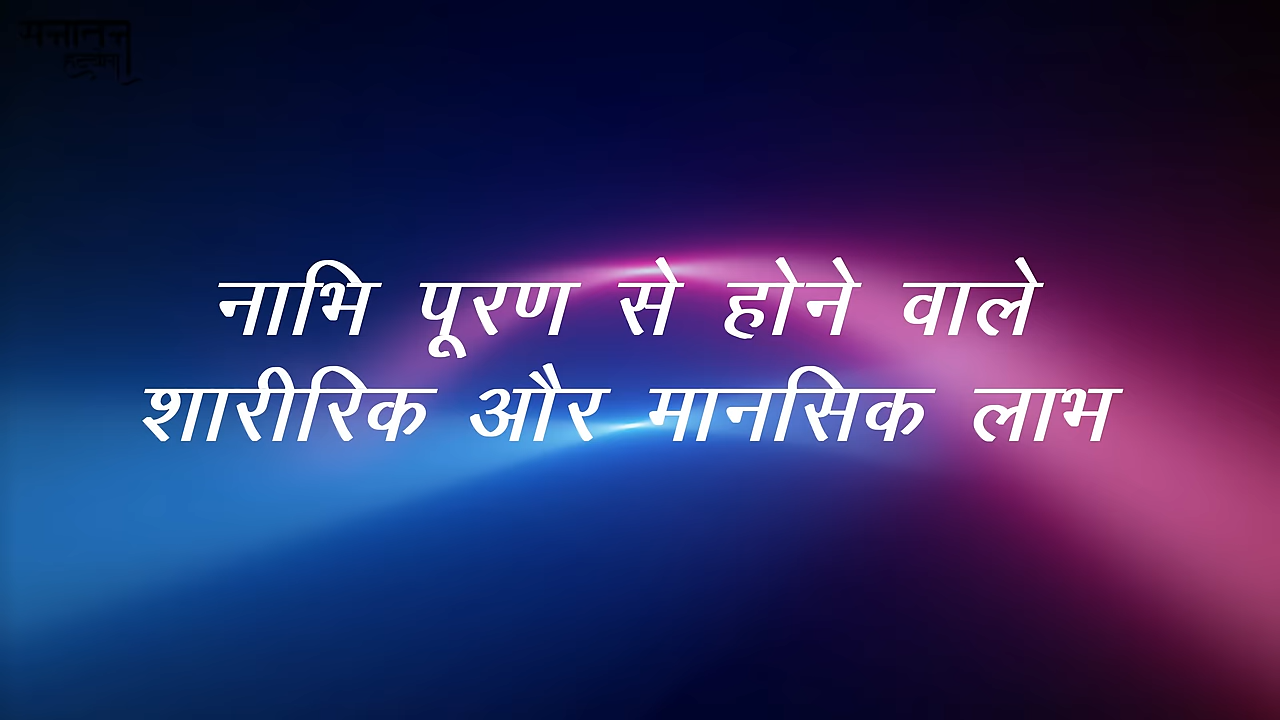 नाभि पूरण से होने वाले
शारीरिक और मानसिक लाभ